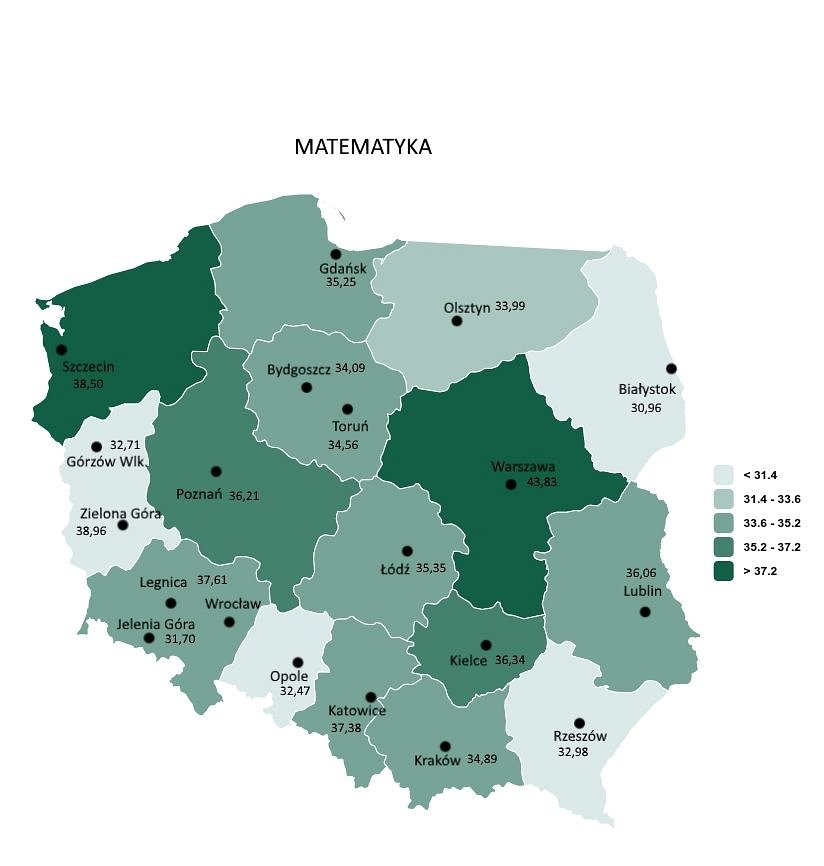 MATEMATYKA
Gdańsk
35,25
Olsztyn 33,99
Szczecin
38,50
Bydgoszcz 34,09
Toruń
34,56
Białystok
30,96
32,71
Górzów Wlk.
Poznań 36,21
Warszawa
43,83
Zielona Góra
38,96
< 31.4
31.4 - 33.6
33.6 - 35.2
35.2 - 37.2
> 37.2
Łódź 35,35
36,06
Lublin
Legnica 37,61
Wrocław
Jelenia Góra
31,70
Kielce 36,34
Opole
32,47
Katowice
37,38
Kraków 34,89
Rzeszów
32,98